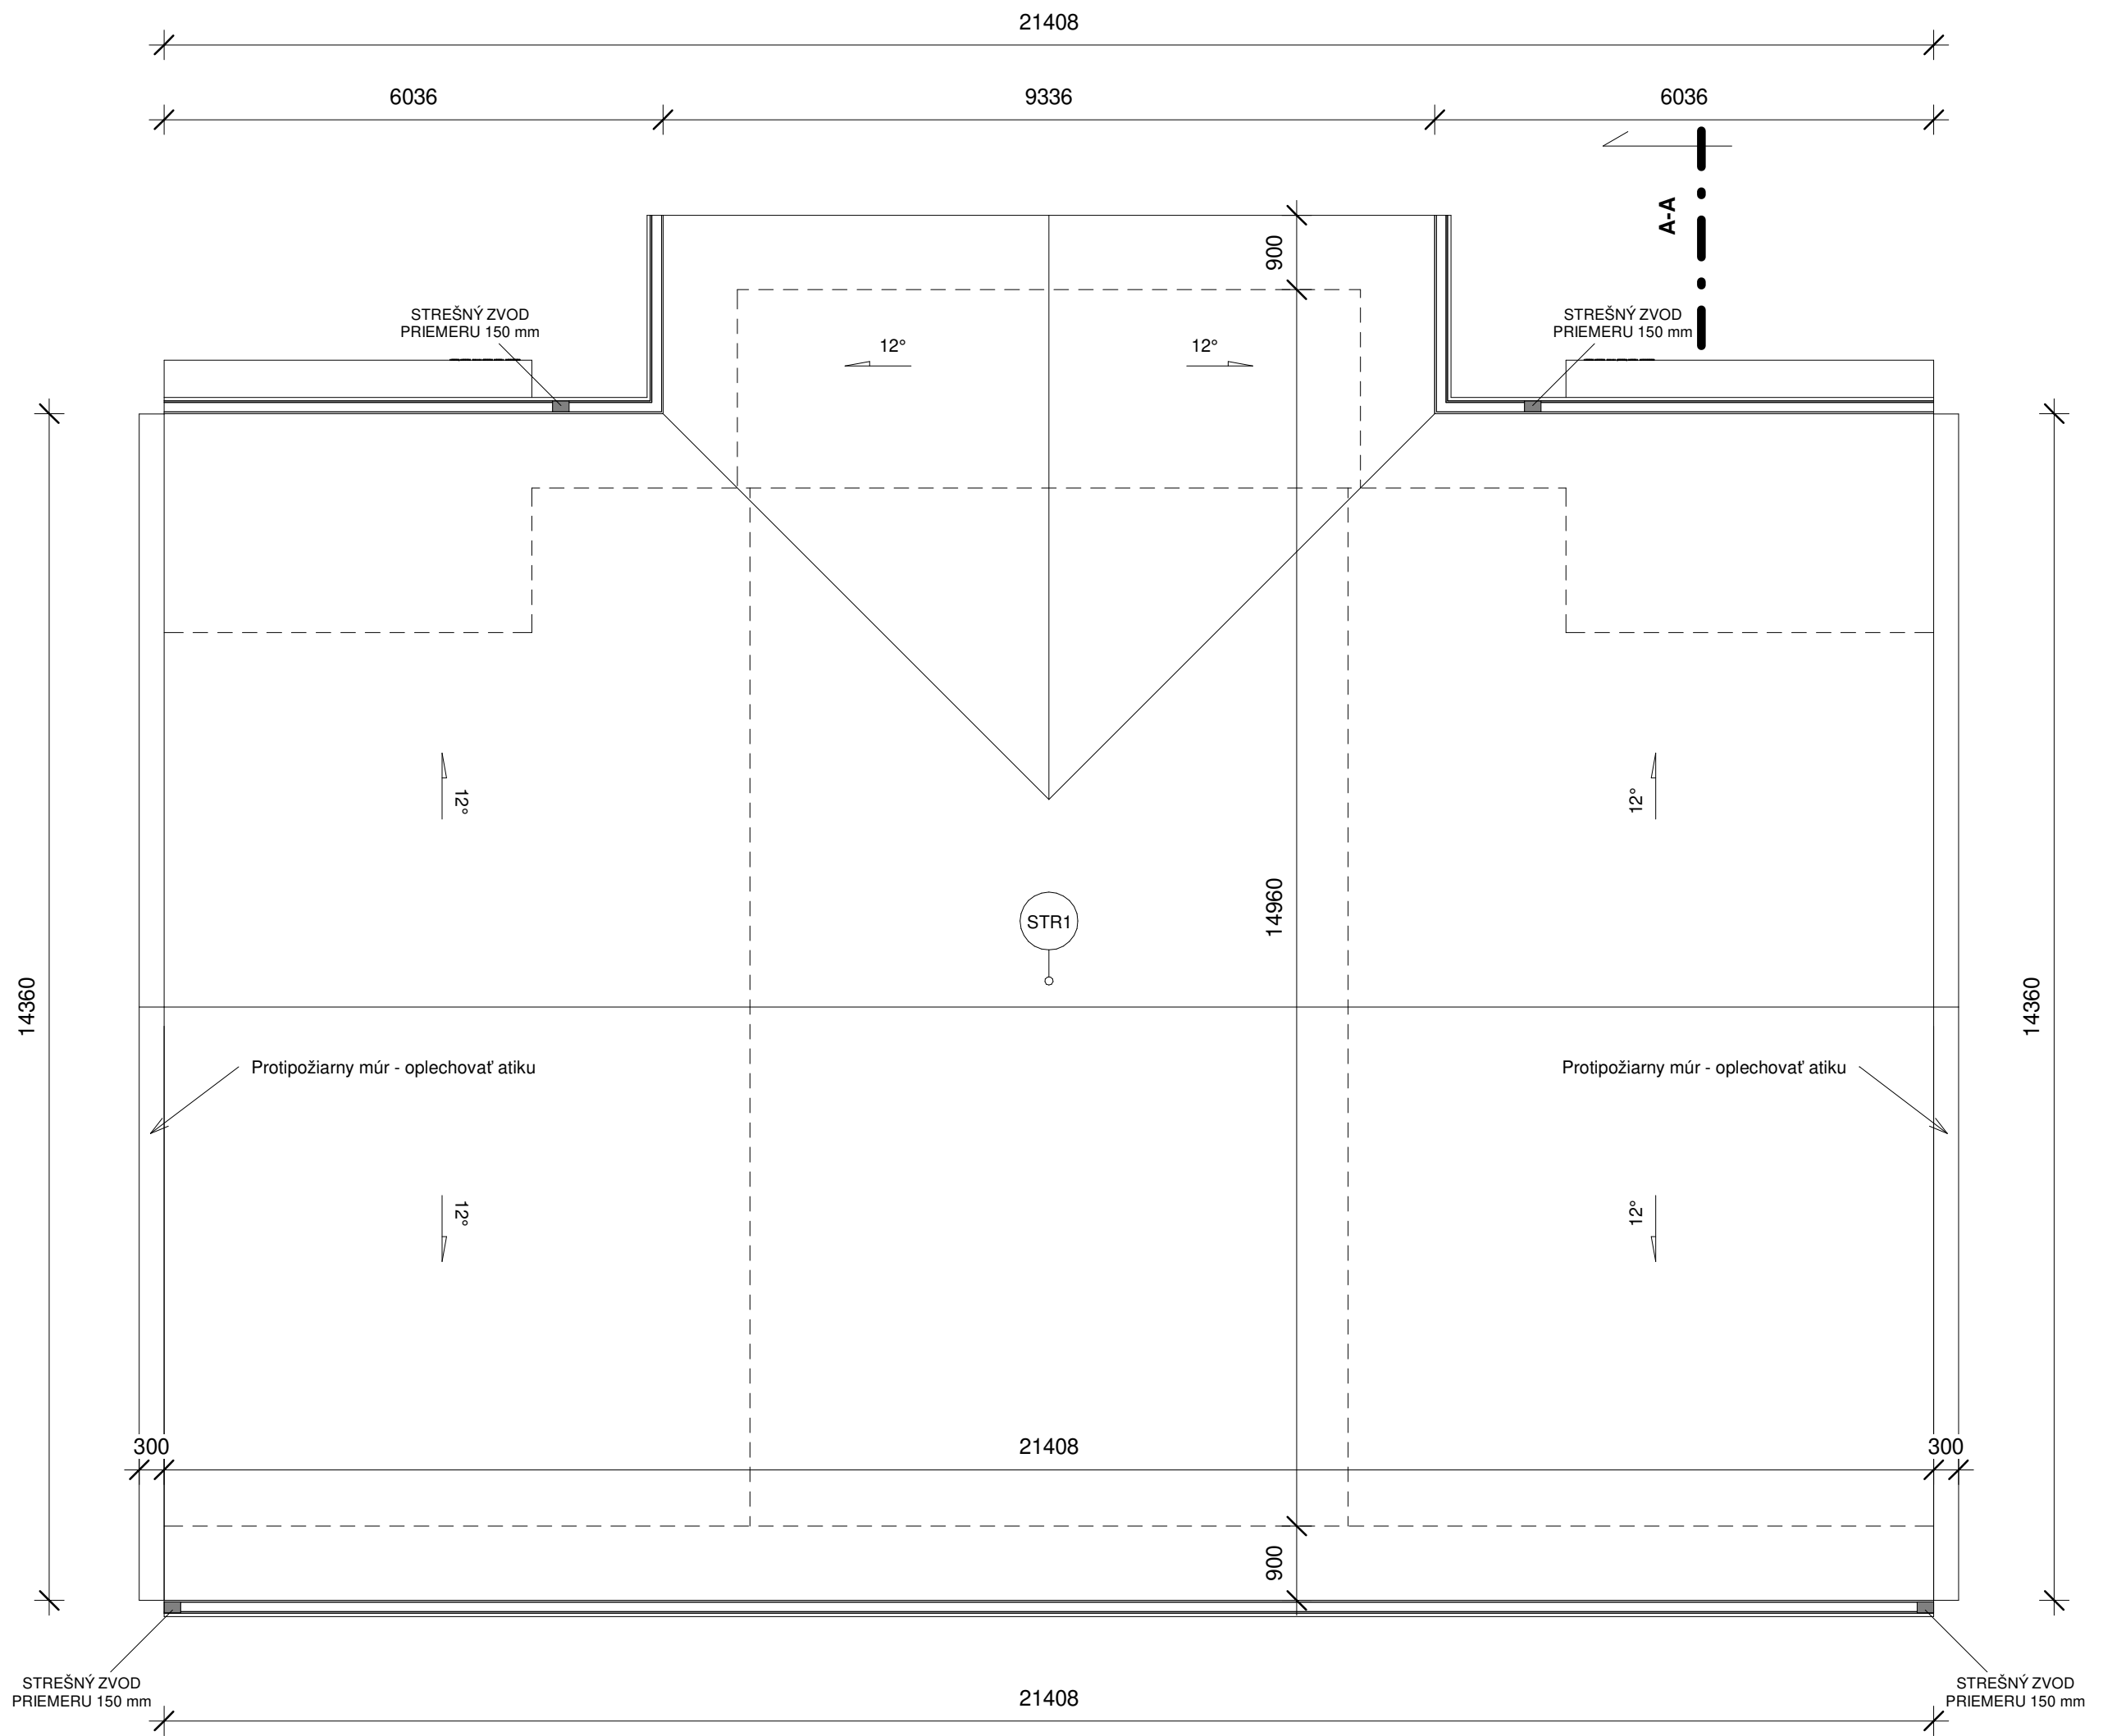 21408
6036
9336
6036
A-A
900
STREŠNÝ ZVOD
PRIEMERU 150 mm
STREŠNÝ ZVOD
PRIEMERU 150 mm
12°
12°
12°
12°
14960
STR1
14360
14360
Protipožiarny múr - oplechovať atiku
Protipožiarny múr - oplechovať atiku
12°
12°
300
21408
300
900
STREŠNÝ ZVOD
PRIEMERU 150 mm
STREŠNÝ ZVOD
PRIEMERU 150 mm
21408